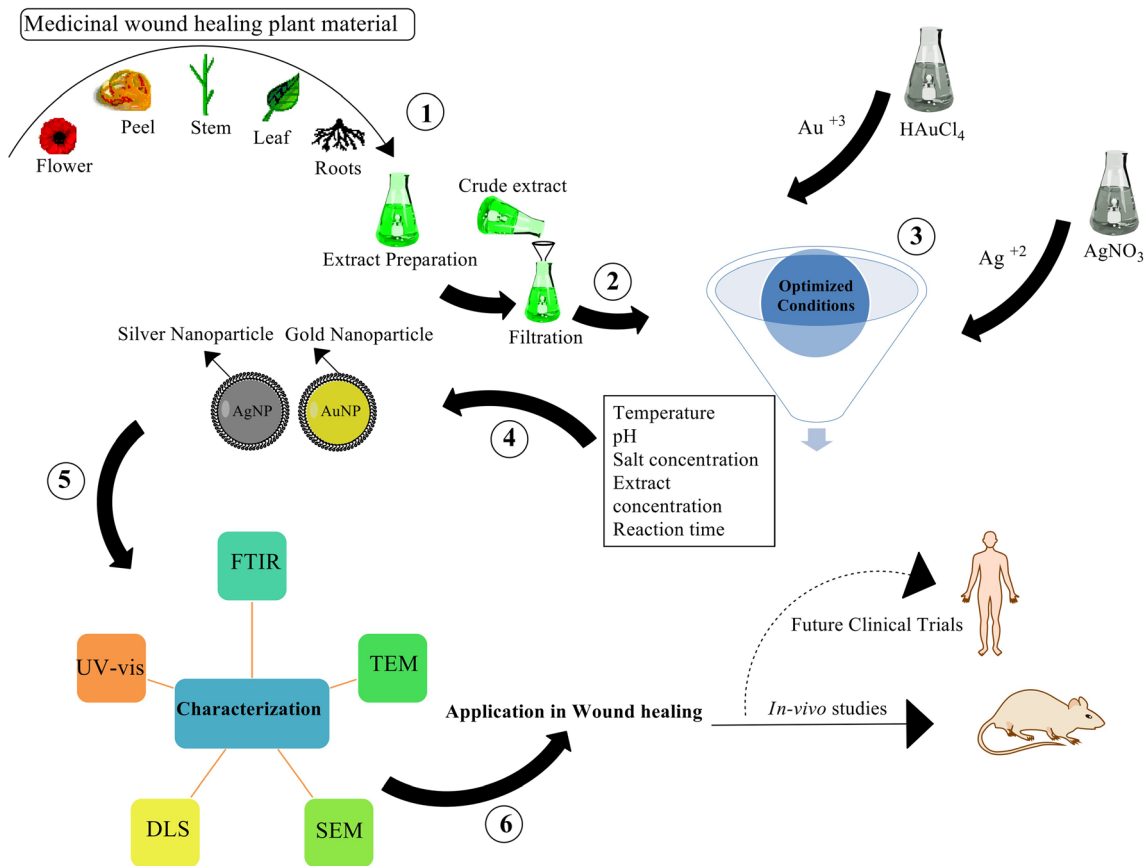 Medicinal wound healing plant material
Flower
Peel
Stem
Leaf
Roots
1
Extract Preparation
Crude extract
Filtration
2
Au +3
HAuCl4
3
Ag +2
AgNO3
Optimized
Conditions
Temperature
pH
Salt concentration
Extract
concentration
Reaction time
4
Silver Nanoparticle
Gold Nanoparticle
AgNP
AuNP
5
FTIR
UV-vis
TEM
Characterization
DLS
SEM
6
Application in Wound healing
In-vivo studies
Future Clinical Trials